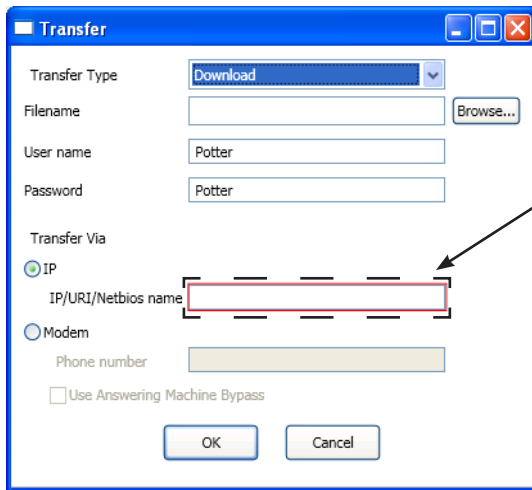 Transfer
Transfer Type Download
Filename Browse...
User name Potter
Password Potter
Transfer Via
IP
IP/URI/Netbios name
Modem
Phone number
Use Answering Machine Bypass
OK Cancel